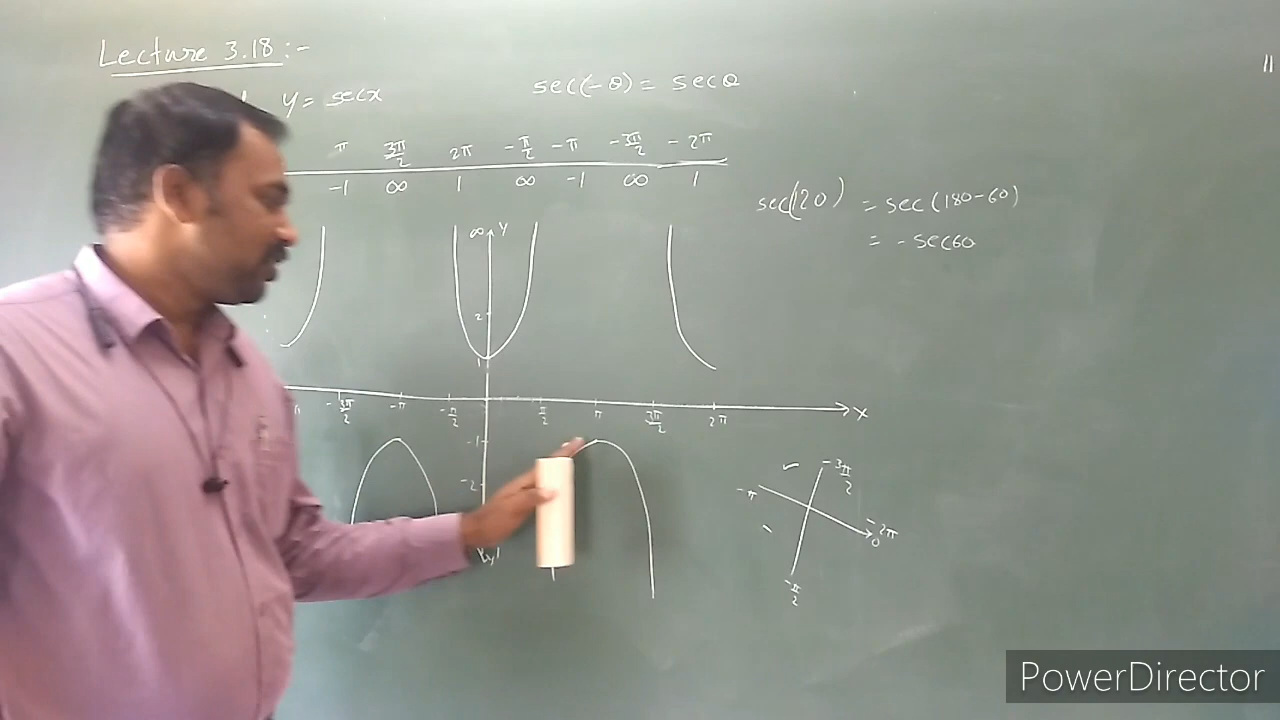 Lecture 3.18:-
y = secx
sec(-θ) = secθ
π 3π/2 2π -π/2 -π -3π/2 -2π
-1 ∞ 1 ∞ -1 ∞ 1
sec(120) = sec(180-60)
= -sec60
∞ Y
2
1
-3π/2 -π -π/2 π/2 π 3π/2 2π X
-1
-2
-3π/2
-π
-2π
0
-π/2
PowerDirector